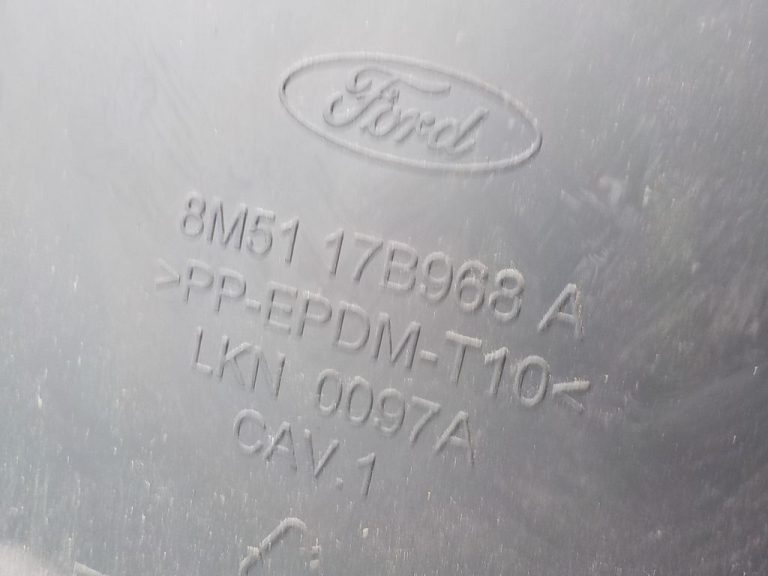 Ford
8M51 17B968 A
>PP-EPDM-T10<
LKN 0097A
CAV.1